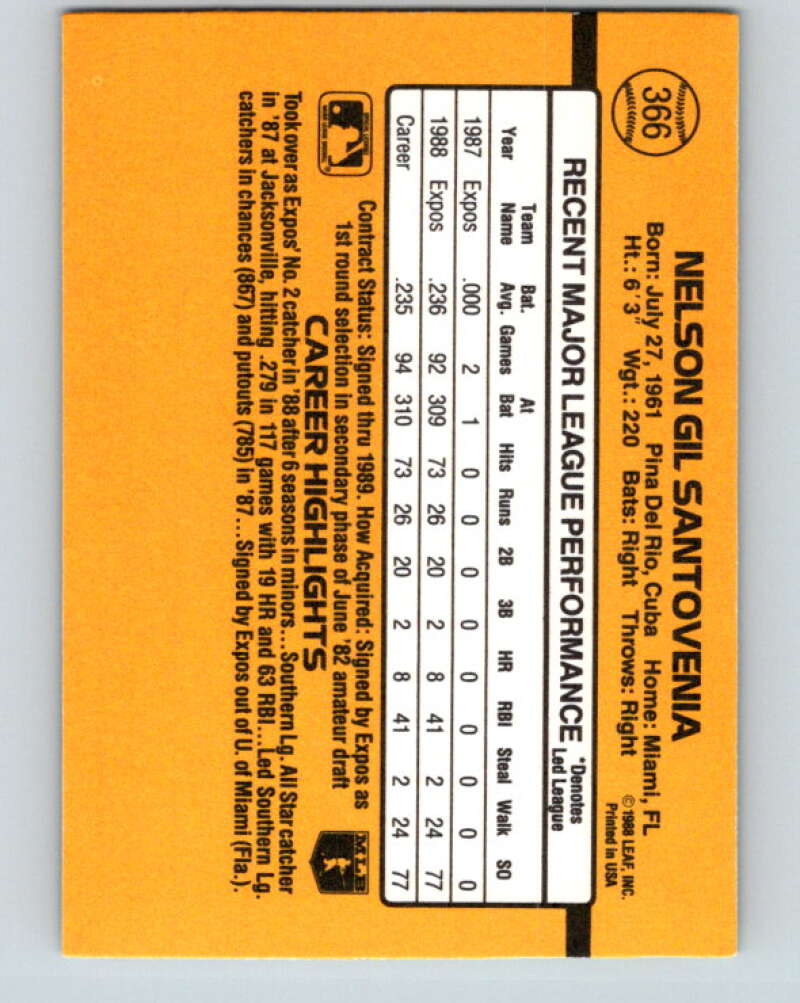 366
NELSON GIL SANTOVENIA
Born: July 27, 1961 Pina Del Rio, Cuba Home: Miami, FL
Ht.: 6'3" Wgt.: 220 Bats: Right Throws: Right
© 1988 LEAF, INC.
Printed in USA
RECENT MAJOR LEAGUE PERFORMANCE *Denotes
Led League
Year Team Name Bat. Avg. Games At Bat Hits Runs 2B 3B HR RBI Steal Walk SO
1987 Expos .000 2 1 0 0 0 0 0 0 0 0 0
1988 Expos .236 92 309 73 26 20 2 8 41 2 24 77
Career .235 94 310 73 26 20 2 8 41 2 24 77
Contract Status: Signed thru 1989. How Acquired: Signed by Expos as
1st round selection in secondary phase of June '82 amateur draft
MLB
CAREER HIGHLIGHTS
Took over as Expos' No. 2 catcher in '88 after 6 seasons in minors...Southern Lg. All Star catcher
in '87 at Jacksonville, hitting .279 in 117 games with 19 HR and 63 RBI...Led Southern Lg.
catchers in chances (867) and putouts (785) in '87...Signed by Expos out of U. of Miami (Fla.).